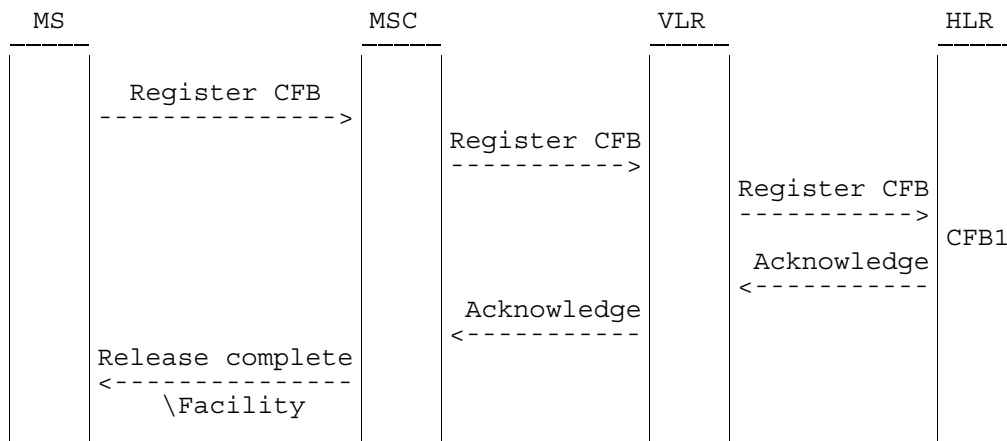 MS MSC VLR HLR
Register CFB
Register CFB
Register CFB
CFB1
Acknowledge
Acknowledge
Release complete
\Facility